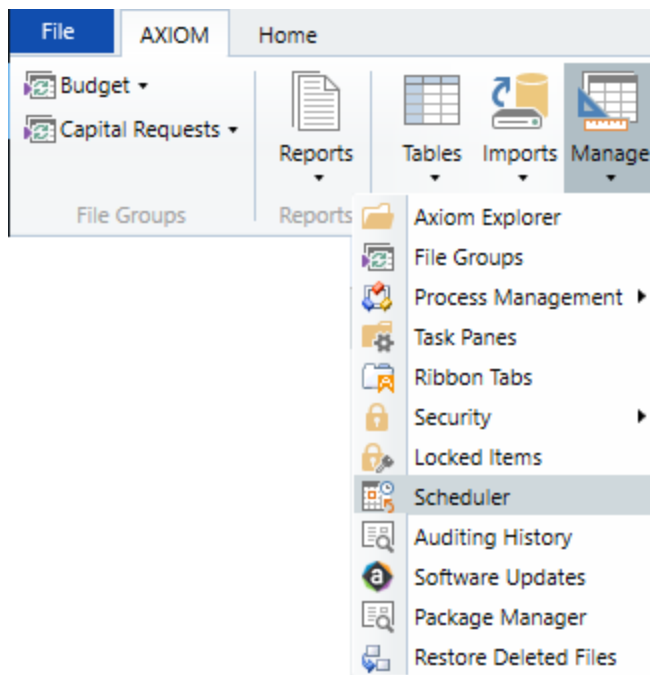 File AXIOM Home
Budget
Capital Requests
Reports Tables Imports Manage
File Groups Reports
Axiom Explorer
File Groups
Process Management
Task Panes
Ribbon Tabs
Security
Locked Items
Scheduler
Auditing History
Software Updates
Package Manager
Restore Deleted Files